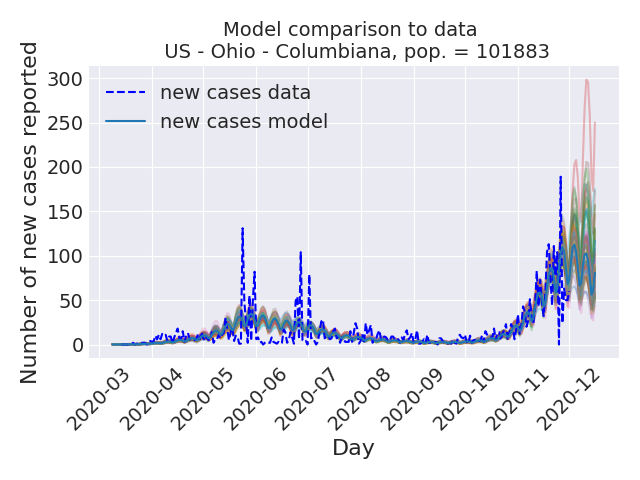 Model comparison to data
US - Ohio - Columbiana, pop. = 101883
Number of new cases reported
300
250
200
150
100
50
0
new cases data
new cases model
2020-03
2020-04
2020-05
2020-06
2020-07
2020-08
2020-09
2020-10
2020-11
2020-12
Day